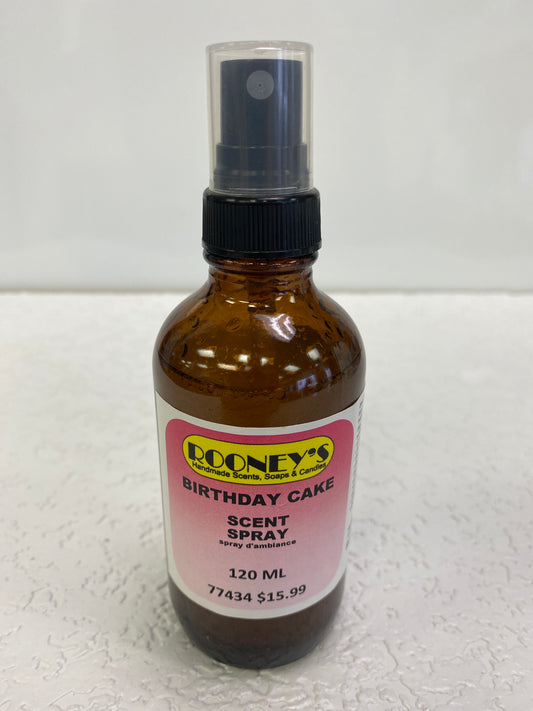 ROONEY'S
Handmade Scents, Soaps & Candles
BIRTHDAY CAKE
SCENT
SPRAY
spray d'ambiance
120 ML
77434 $15.99